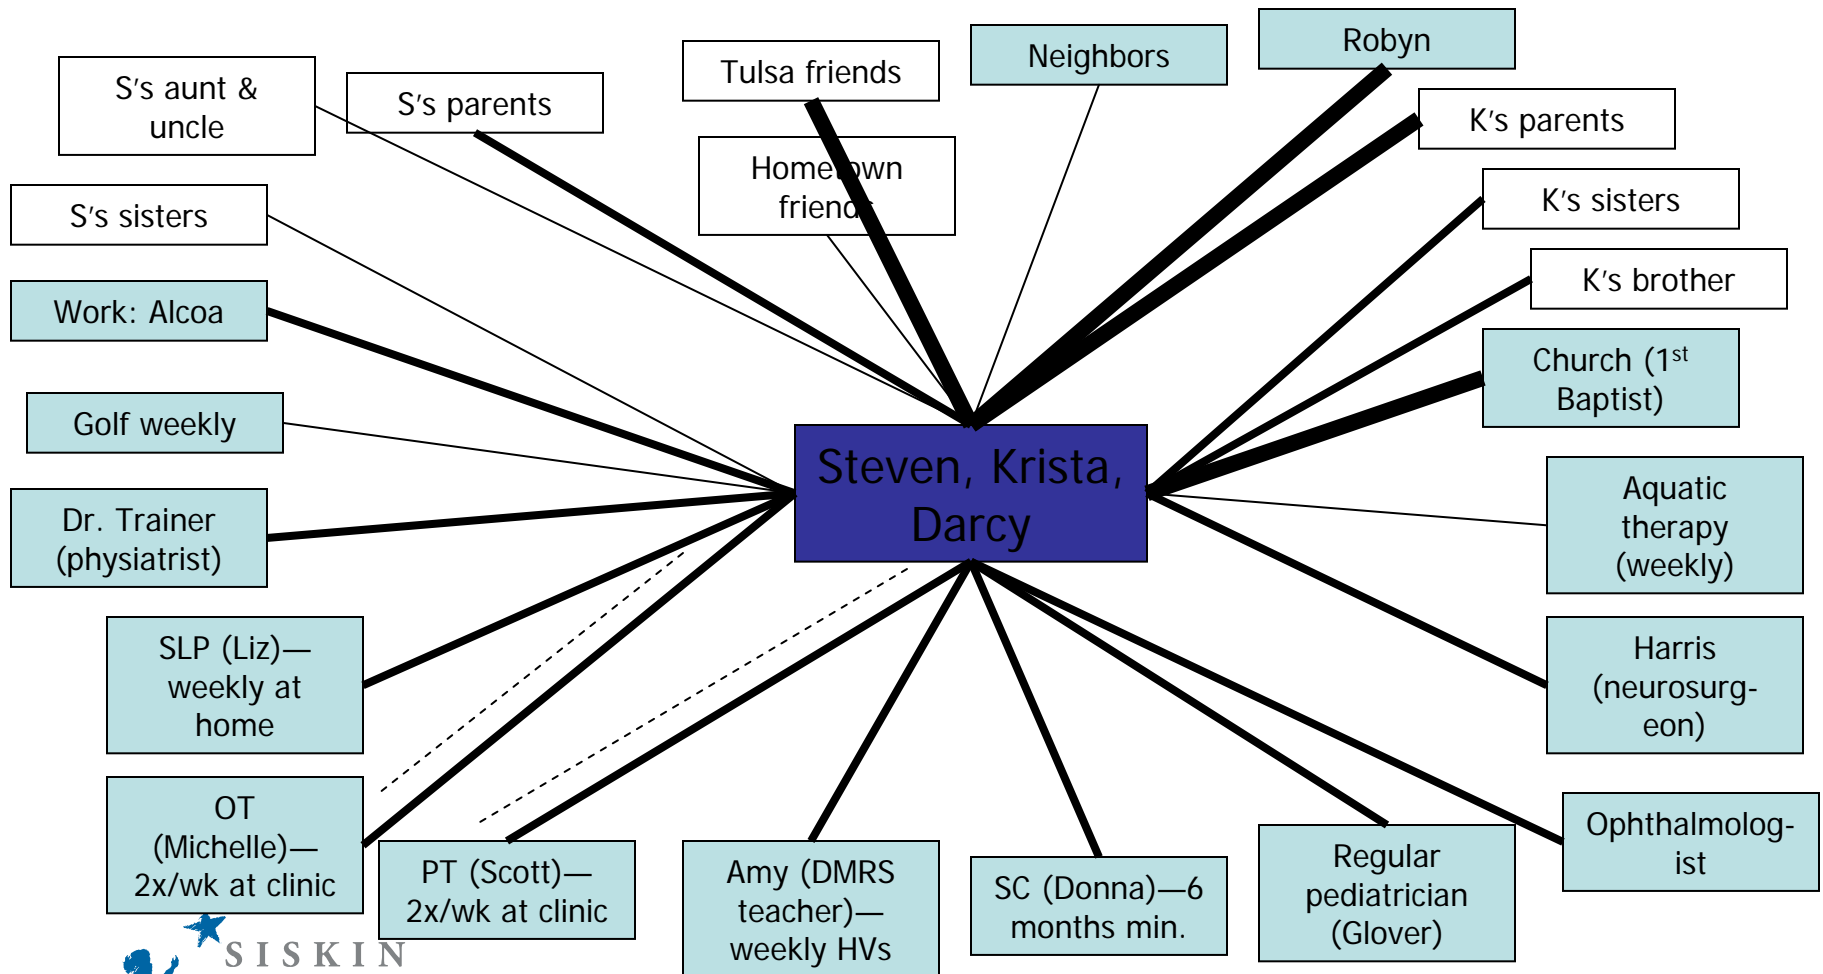 S's aunt &
uncle
S's parents
Tulsa friends
Neighbors
Robyn
K's parents
Hometown
friends
K's sisters
S's sisters
K's brother
Work: Alcoa
Church (1st
Baptist)
Golf weekly
Steven, Krista,
Darcy
Aquatic
therapy
(weekly)
Dr. Trainer
(physiatrist)
SLP (Liz)—
weekly at
home
Harris
(neurosurg-
eon)
OT
(Michelle)—
2x/wk at clinic
PT (Scott)—
2x/wk at clinic
Amy (DMRS
teacher)—
weekly HVs
SC (Donna)—6
months min.
Regular
pediatrician
(Glover)
Ophthalmolog-
ist
SISKIN